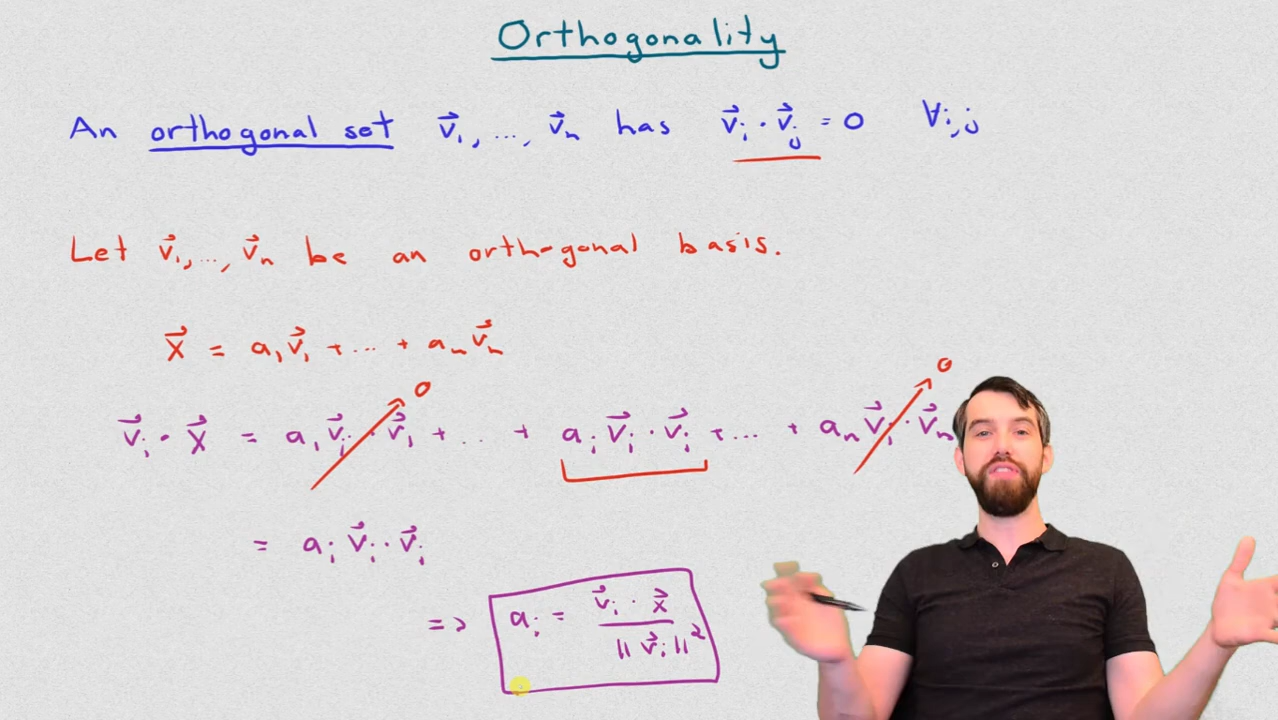 Orthogonality
An orthogonal set v⃗₁, ..., v⃗ₙ has v⃗ᵢ · v⃗ⱼ = 0 ∀i,j
Let v⃗₁, ..., v⃗ₙ be an orthogonal basis.
x⃗ = a₁v⃗₁ + ... + aₙv⃗ₙ
0 0
v⃗ᵢ · x⃗ = a₁v⃗ᵢ · v⃗₁ + ... + aᵢv⃗ᵢ · v⃗ᵢ + ... + aₙv⃗ᵢ · v⃗ₙ
= aᵢv⃗ᵢ · v⃗ᵢ
=> aᵢ = v⃗ᵢ · x⃗ / ||v⃗ᵢ||²